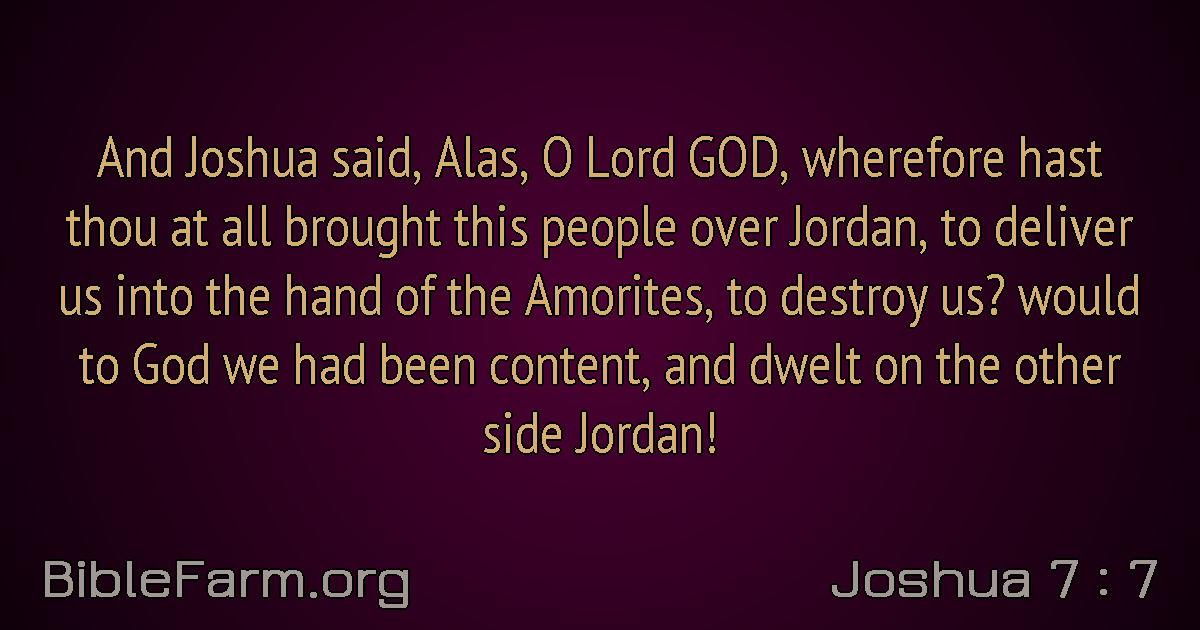 And Joshua said, Alas, O Lord GOD, wherefore hast
thou at all brought this people over Jordan, to deliver
us into the hand of the Amorites, to destroy us? would
to God we had been content, and dwelt on the other
side Jordan!
BibleFarm.org
Joshua 7 : 7